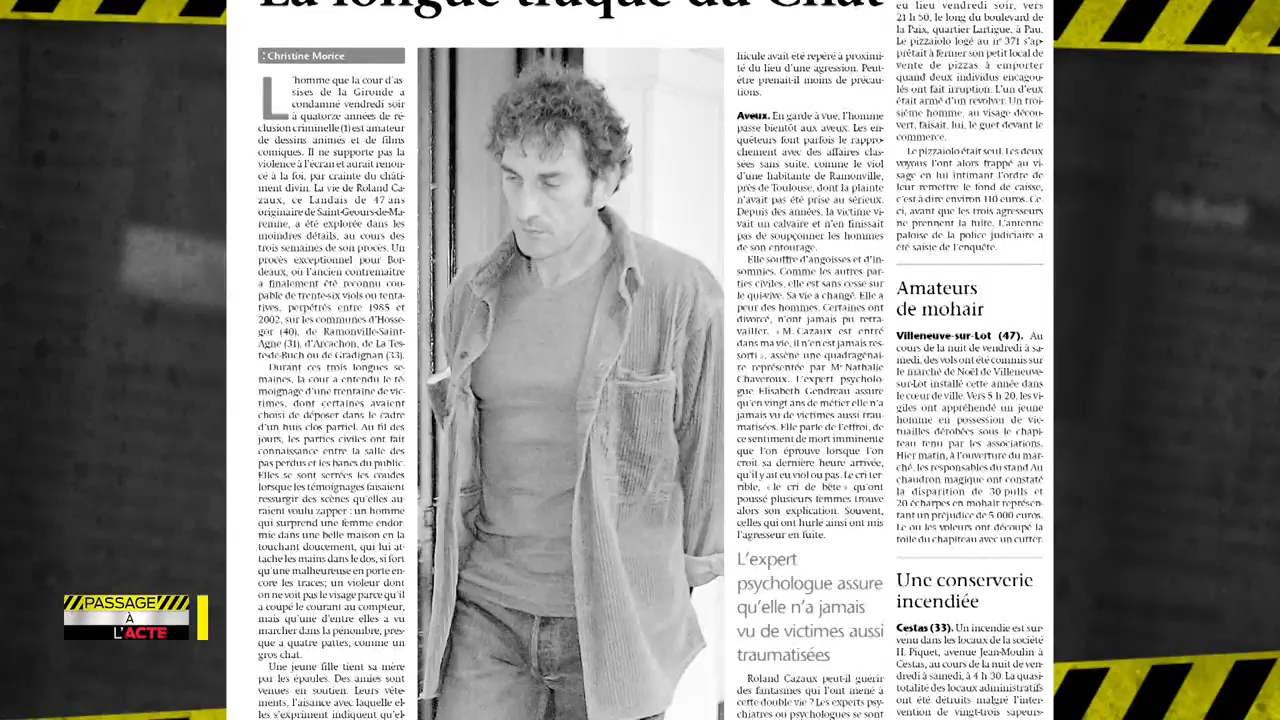 La longue traque du Chat
: Christine Morice
L'homme que la cour d'as-
sises de la Gironde a
condamné vendredi soir
à quatorze années de ré-
clusion criminelle (1) est amateur
de dessins animés et de films
comiques. Il ne supporte pas la
violence à l'écran et aurait renon-
cé à la foi, par crainte du châti-
ment divin. La vie de Roland Ca-
zaux, ce Landais de 47 ans
originaire de Saint-Geours-de-Ma-
remne, a été explorée dans les
moindres détails, au cours des
trois semaines de son procès. Un
procès exceptionnel pour Bor-
deaux, où l'ancien contremaître
a finalement été reconnu cou-
pable de trente-six viols ou tenta-
tives, perpétrés entre 1985 et
2002, sur les communes d'Hosse-
gor (40), de Ramonville-Saint-
Agne (31), d'Arcachon, de La Tes-
te-de-Buch ou de Gradignan (33).
Durant ces trois longues se-
maines, la cour a entendu le té-
moignage d'une trentaine de vic-
times, dont certaines avaient
choisi de déposer dans le cadre
d'un huis clos partiel. Au fil des
jours, les parties civiles ont fait
connaissance entre la salle des
pas perdus et les bancs du public.
Elles se sont serrées les coudes
lorsque les témoignages faisaient
ressurgir des scènes qu'elles au-
raient voulu zapper : un homme
qui surprend une femme endor-
mie dans une belle maison en la
touchant doucement, qui lui at-
tache les mains dans le dos, si fort
qu'une malheureuse en porte en-
core les traces; un violeur dont
on ne voit pas le visage parce qu'il
a coupé le courant au compteur,
mais qu'une d'entre elles a vu
marcher dans la pénombre, pres-
que à quatre pattes, comme un
gros chat.
Une jeune fille tient sa mère
par les épaules. Des amies sont
venues en soutien. Leurs vête-
ments, l'aisance avec laquelle el-
les s'expriment indiquent qu'el-
hicule avait été repéré à proximi-
té du lieu d'une agression. Peut-
être prenait-il moins de précau-
tions.
Aveux. En garde à vue, l'homme
passe bientôt aux aveux. Les en-
quêteurs font parfois le rappro-
chement avec des affaires clas-
sées sans suite, comme le viol
d'une habitante de Ramonville,
près de Toulouse, dont la plainte
n'avait pas été prise au sérieux.
Depuis des années, la victime vi-
vait un calvaire et n'en finissait
pas de soupçonner les hommes
de son entourage.
Elle souffre d'angoisses et d'in-
somnies. Comme les autres par-
ties civiles, elle est sans cesse sur
le qui-vive. Sa vie a changé. Elle a
peur des hommes. Certaines ont
divorcé, n'ont jamais pu retra-
vailler. « M. Cazaux est entré
dans ma vie, il n'en est jamais res-
sorti », assène une quadragénai-
re représentée par Me Nathalie
Chaveroux. L'expert psycholo-
gue Elisabeth Gendreau assure
qu'en vingt ans de métier elle n'a
jamais vu de victimes aussi trau-
matisées. Elle parle de l'effroi, de
ce sentiment de mort imminente
que l'on éprouve lorsque l'on
croit sa dernière heure arrivée,
qu'il y ait eu viol ou pas. Le cri ter-
rible, « le cri de bête » qu'ont
poussé plusieurs femmes trouve
alors son explication. Souvent,
celles qui ont hurlé ainsi ont mis
l'agresseur en fuite.
L'expert
psychologue assure
qu'elle n'a jamais
vu de victimes aussi
traumatisées
Roland Cazaux peut-il guérir
des fantasmes qui l'ont mené à
cette double vie ? Les experts psy-
chiatres ou psychologues se sont
eu lieu vendredi soir, vers
21 h 50, le long du boulevard de
la Paix, quartier Lartigue, à Pau.
Le pizzaiolo logé au n° 371 s'ap-
prêtait à fermer son petit local de
vente de pizzas à emporter
quand deux individus encagou-
lés ont fait irruption. L'un d'eux
était armé d'un revolver. Un troi-
sième homme, au visage décou-
vert, faisait, lui, le guet devant le
commerce.
Le pizzaiolo était seul. Les deux
voyous l'ont alors frappé au vi-
sage en lui intimant l'ordre de
leur remettre le fond de caisse,
c'est-à-dire environ 110 euros. Ce-
ci, avant que les trois agresseurs
ne prennent la fuite. L'antenne
paloise de la police judiciaire a
été saisie de l'enquête.
Amateurs
de mohair
Villeneuve-sur-Lot (47). Au
cours de la nuit de vendredi à sa-
medi, des vols ont été commis sur
le marché de Noël de Villeneuve-
sur-Lot installé cette année dans
le cœur de ville. Vers 5 h 20, les vi-
giles ont appréhendé un jeune
homme en possession de vic-
tuailles dérobées sous le chapi-
teau tenu par les associations.
Hier matin, à l'ouverture du mar-
ché, les responsables du stand Au
chaudron magique ont constaté
la disparition de 30 pulls et
20 écharpes en mohair représen-
tant un préjudice de 5 000 euros.
Le ou les voleurs ont découpé la
toile du chapiteau avec un cutter.
Une conserverie
incendiée
Cestas (33). Un incendie est sur-
venu dans les locaux de la société
H. Piquet, avenue Jean-Moulin à
Cestas, au cours de la nuit de ven-
dredi à samedi, à 4 h 30. La quasi-
totalité des locaux administratifs
ont été détruits malgré l'inter-
vention de vingt-trois sapeurs-
PASSAGE
À
L'ACTE